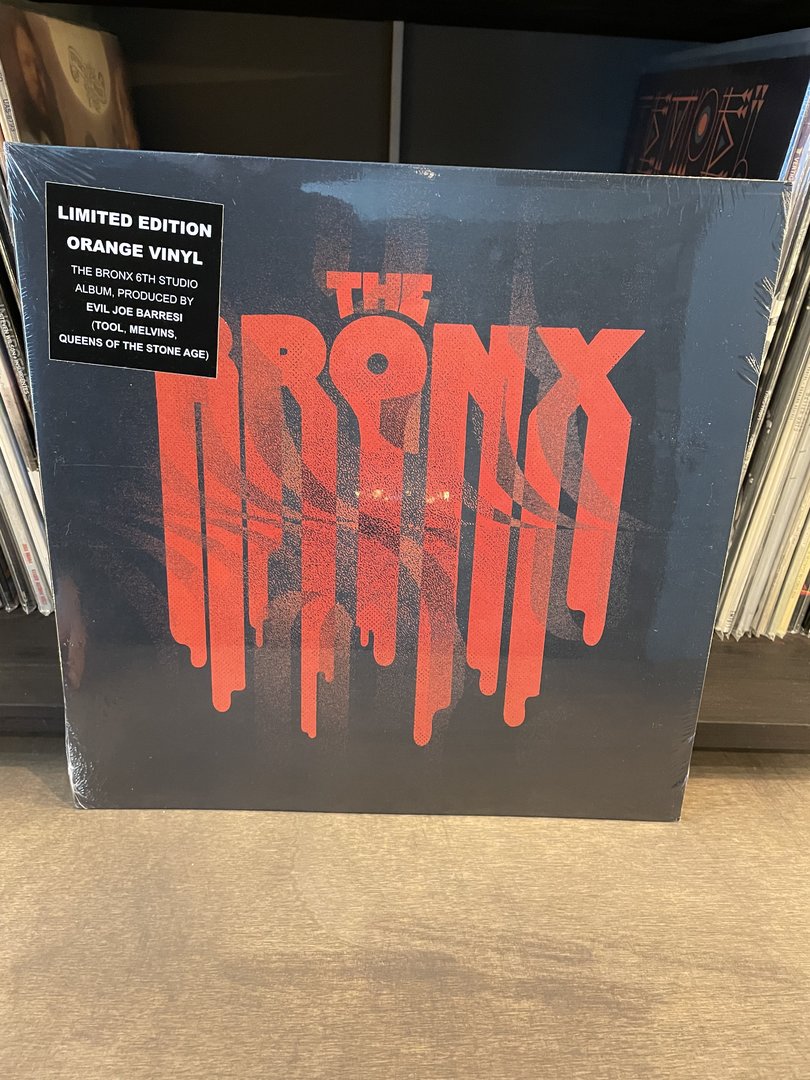 LIMITED EDITION
ORANGE VINYL
THE BRONX 6TH STUDIO
ALBUM, PRODUCED BY
EVIL JOE BARRESI
(TOOL, MELVINS,
QUEENS OF THE STONE AGE)
THE
BRONX